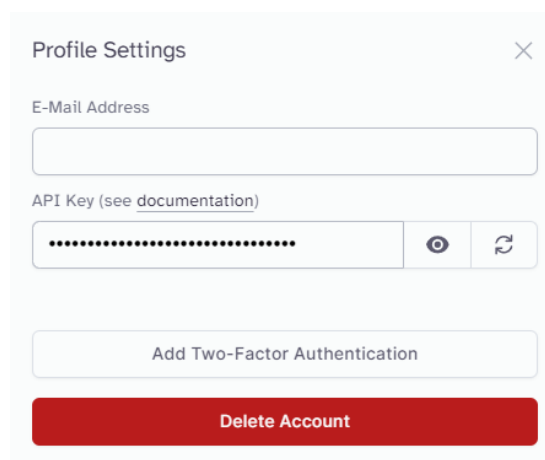 Profile Settings
E-Mail Address
API Key (see documentation)
Add Two-Factor Authentication
Delete Account